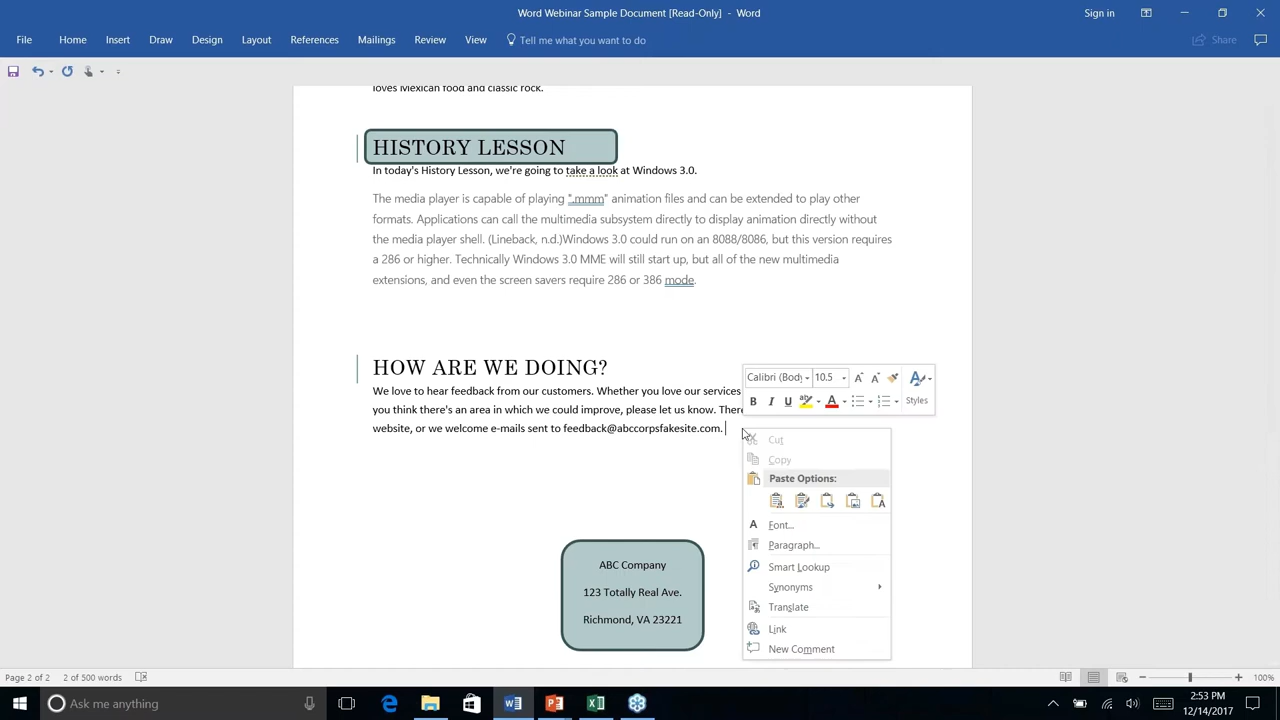 Word Webinar Sample Document [Read-Only] - Word
Sign in
File Home Insert Draw Design Layout References Mailings Review View Tell me what you want to do Share
loves Mexican food and classic rock.
HISTORY LESSON
In today's History Lesson, we're going to take a look at Windows 3.0.
The media player is capable of playing ".mmm" animation files and can be extended to play other
formats. Applications can call the multimedia subsystem directly to display animation directly without
the media player shell. (Lineback, n.d.)Windows 3.0 could run on an 8088/8086, but this version requires
a 286 or higher. Technically Windows 3.0 MME will still start up, but all of the new multimedia
extensions, and even the screen savers require 286 or 386 mode.
HOW ARE WE DOING?
We love to hear feedback from our customers. Whether you love our services
you think there's an area in which we could improve, please let us know. There
website, or we welcome e-mails sent to feedback@abccorpsfakesite.com.
Calibri (Body 10.5
B I U ab A Styles
Cut
Copy
Paste Options:
Font...
Paragraph...
Smart Lookup
Synonyms
Translate
Link
New Comment
ABC Company
123 Totally Real Ave.
Richmond, VA 23221
Page 2 of 2 2 of 500 words 100%
Ask me anything
2:53 PM
12/14/2017